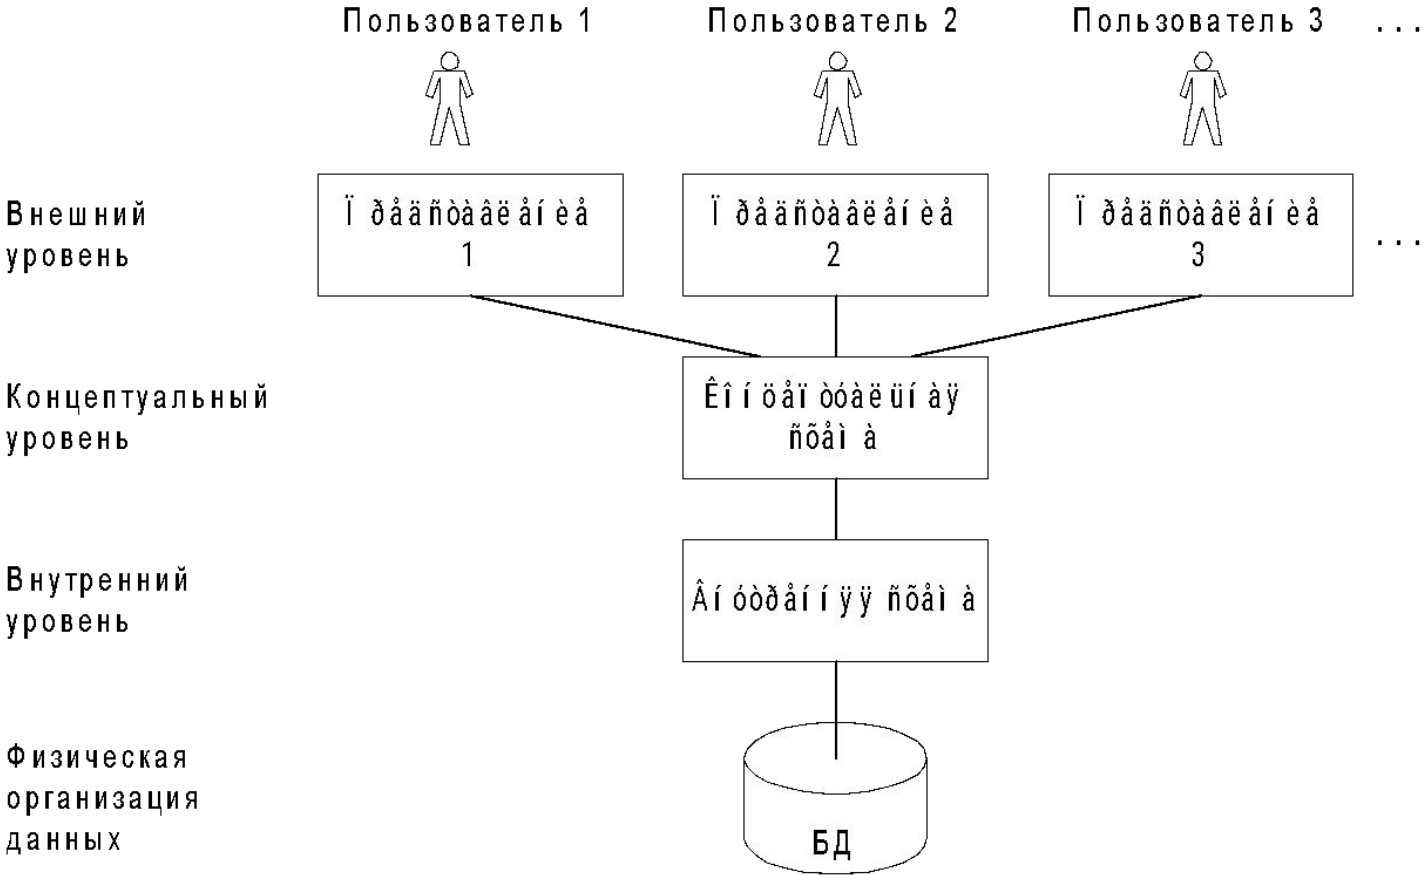 Пользователь 1 Пользователь 2 Пользователь 3 ...
Внешний
уровень
Ï ðåäñòàâëåí èå
1
Ï ðåäñòàâëåí èå
2
Ï ðåäñòàâëåí èå
3
...
Концептуальный
уровень
Êî í öåï òóàëüí àÿ
ñõåì à
Внутренний
уровень
Âí óòðåí í ÿÿ ñõåì à
Физическая
организация
данных
БД